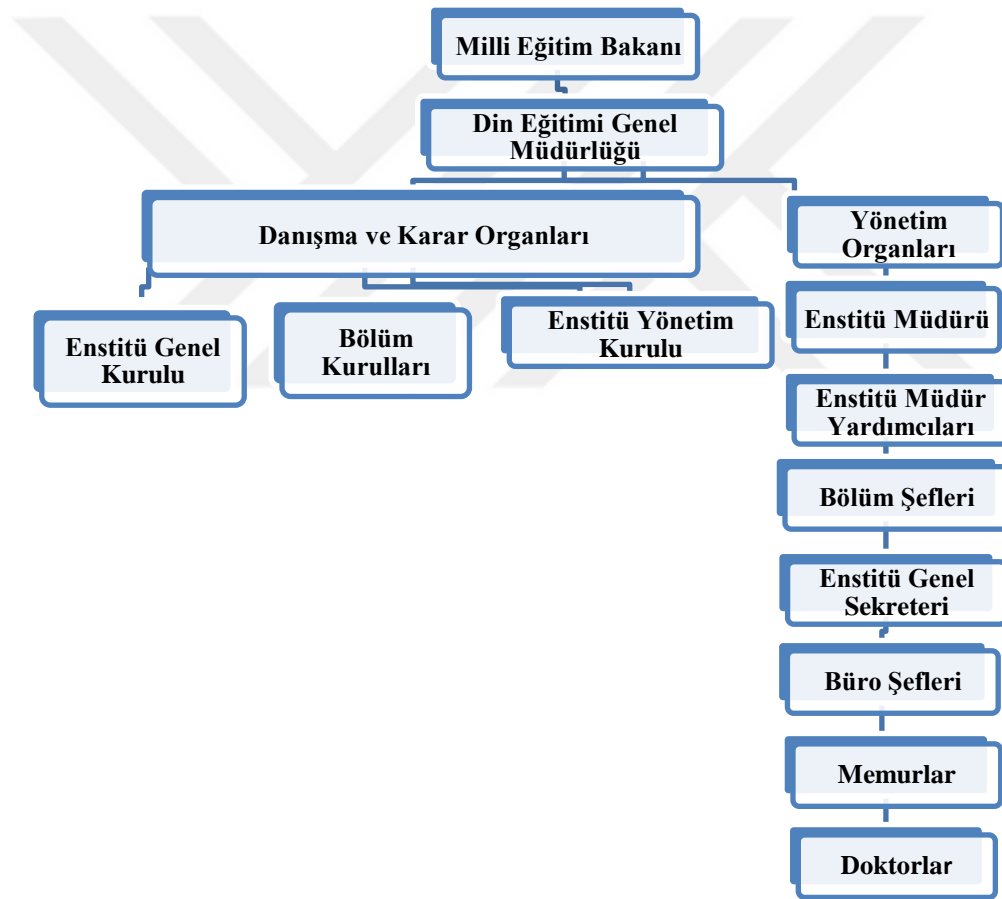 Milli Eğitim Bakanı
Din Eğitimi Genel
Müdürlüğü
Danışma ve Karar Organları
Yönetim
Organları
Enstitü Genel
Kurulu
Bölüm
Kurulları
Enstitü Yönetim
Kurulu
Enstitü Müdürü
Enstitü Müdür
Yardımcıları
Bölüm Şefleri
Enstitü Genel
Sekreteri
Büro Şefleri
Memurlar
Doktorlar